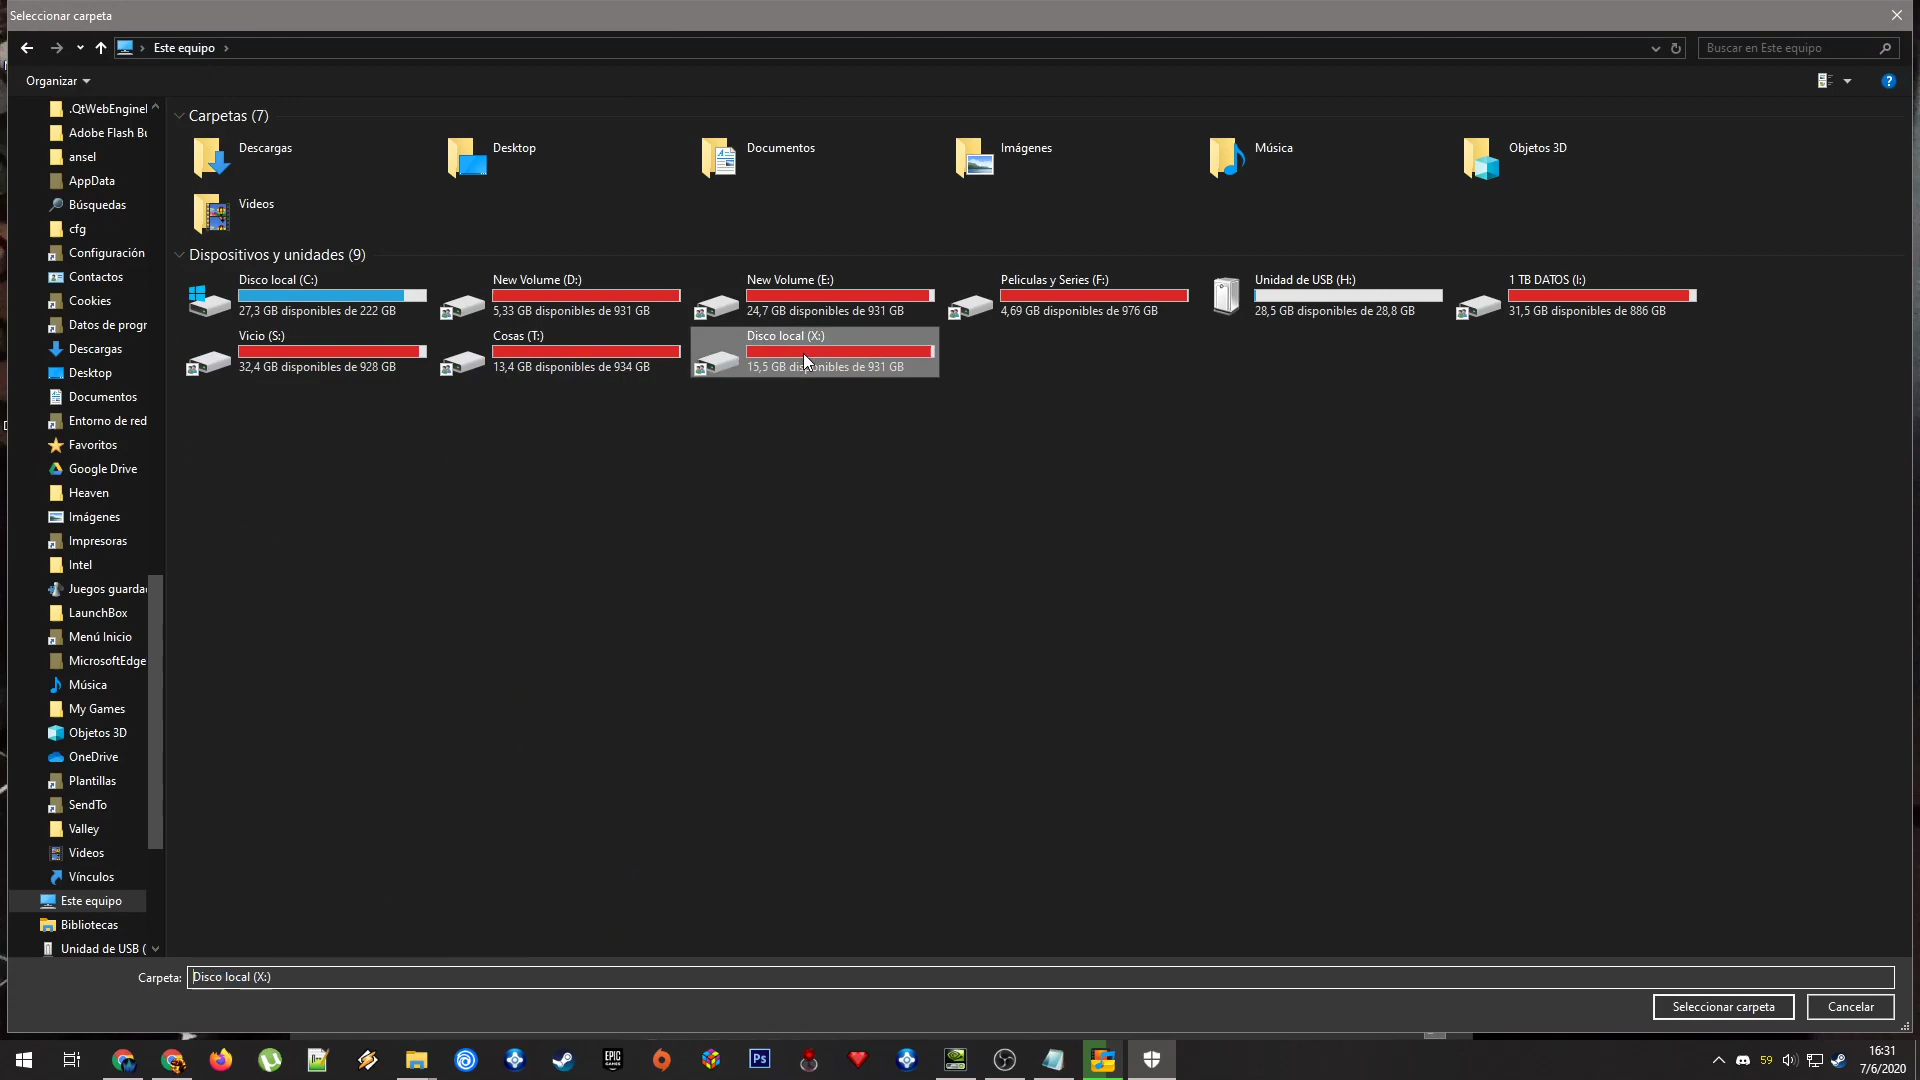 Seleccionar carpeta
Este equipo
Buscar en Este equipo
Organizar
.QtWebEngineI
Adobe Flash Bu
ansel
AppData
Búsquedas
cfg
Configuración
Contactos
Cookies
Datos de progr
Descargas
Desktop
Documentos
Entorno de red
Favoritos
Google Drive
Heaven
Imágenes
Impresoras
Intel
Juegos guarda
LaunchBox
Menú Inicio
MicrosoftEdge
Música
My Games
Objetos 3D
OneDrive
Plantillas
SendTo
Valley
Videos
Vínculos
Este equipo
Bibliotecas
Unidad de USB (
Carpetas (7)
Descargas
Desktop
Documentos
Imágenes
Música
Objetos 3D
Videos
Dispositivos y unidades (9)
Disco local (C:)
27,3 GB disponibles de 222 GB
New Volume (D:)
5,33 GB disponibles de 931 GB
New Volume (E:)
24,7 GB disponibles de 931 GB
Peliculas y Series (F:)
4,69 GB disponibles de 976 GB
Unidad de USB (H:)
28,5 GB disponibles de 28,8 GB
1 TB DATOS (I:)
31,5 GB disponibles de 886 GB
Vicio (S:)
32,4 GB disponibles de 928 GB
Cosas (T:)
13,4 GB disponibles de 934 GB
Disco local (X:)
15,5 GB disponibles de 931 GB
Carpeta: Disco local (X:)
Seleccionar carpeta
Cancelar
EPIC GAMES
Ps
59
16:31
7/6/2020